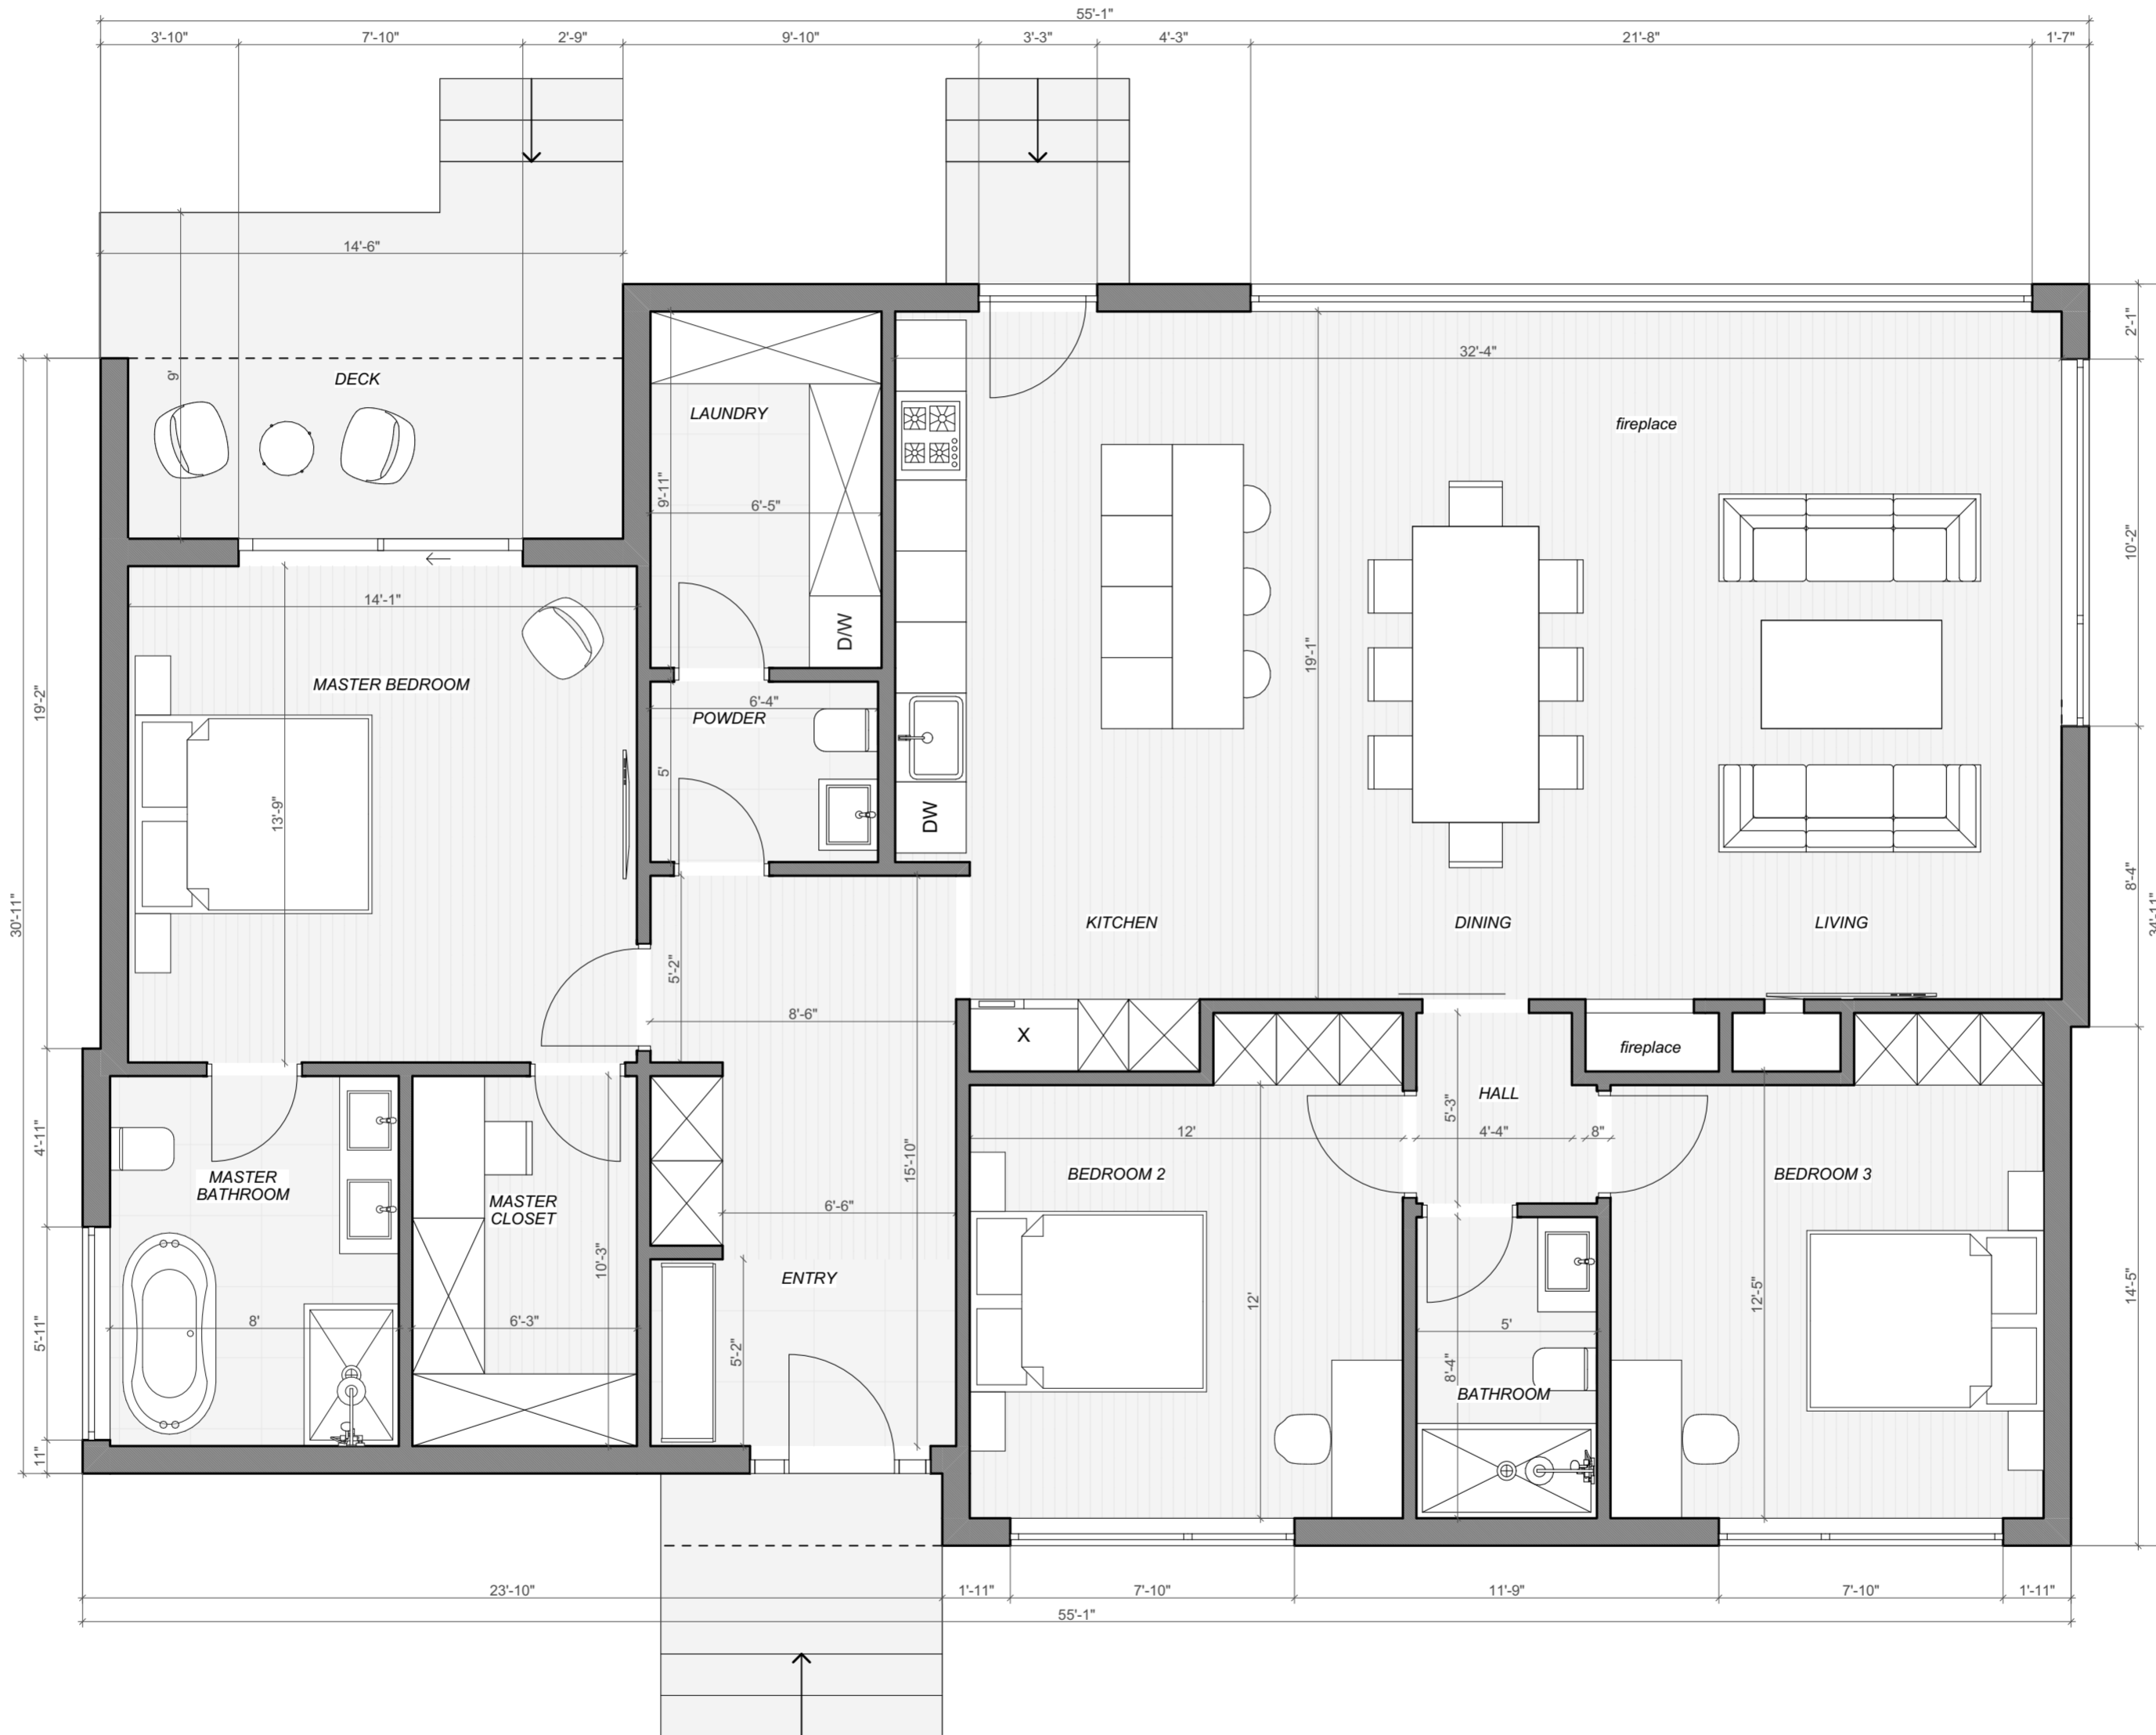 55'-1"
3'-10"
7'-10"
2'-9"
9'-10"
3'-3"
4'-3"
21'-8"
1'-7"
14'-6"
9'
DECK
2'-1"
32'-4"
LAUNDRY
fireplace
9'-11"
6'-5"
10'-2"
14'-1"
D/W
19'-1"
MASTER BEDROOM
19'-2"
6'-4"
POWDER
5'
13'-9"
DW
8'-4"
30'-11"
34'-11"
KITCHEN
DINING
LIVING
5'-2"
8'-6"
X
fireplace
HALL
5'-3"
4'-11"
12'
4'-4"
8"
15'-10"
MASTER
BATHROOM
BEDROOM 2
BEDROOM 3
MASTER
CLOSET
6'-6"
10'-3"
ENTRY
12'
12'-5"
14'-5"
5'-11"
8'
6'-3"
5'-2"
5'
8'-4"
BATHROOM
11"
23'-10"
1'-11"
7'-10"
11'-9"
7'-10"
1'-11"
55'-1"